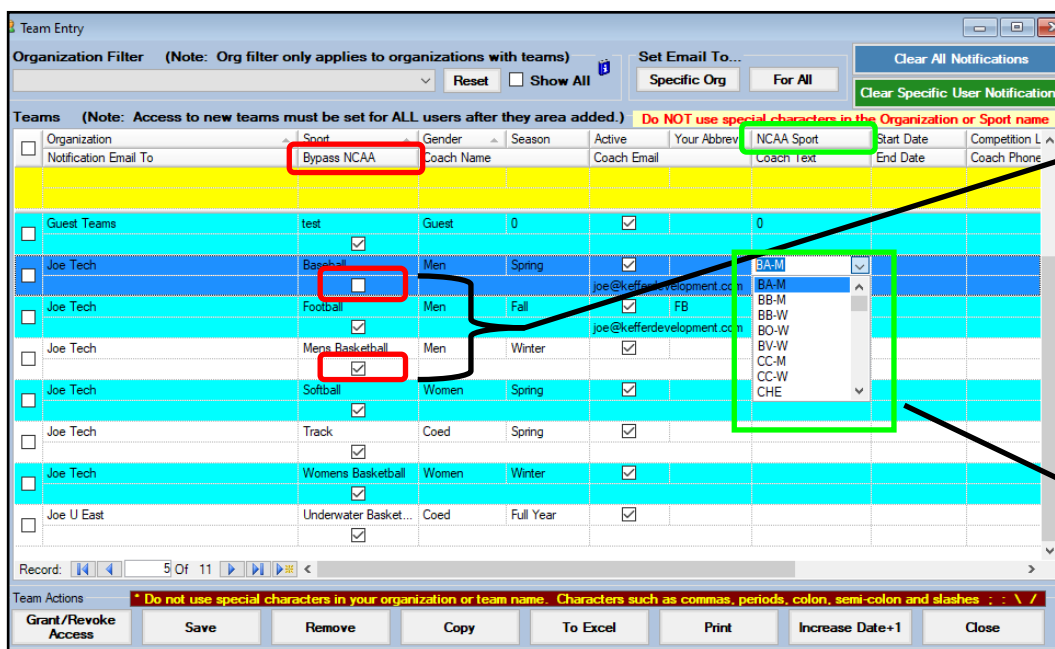 Team Entry
Organization Filter (Note: Org filter only applies to organizations with teams)
Reset
Show All
Set Email To...
Specific Org
For All
Clear All Notifications
Clear Specific User Notification
Teams (Note: Access to new teams must be set for ALL users after they area added.)
Do NOT use special characters in the Organization or Sport name
Organization Sport Gender Season Active Your Abbrev NCAA Sport Start Date Competition L
Notification Email To Bypass NCAA Coach Name Coach Email Coach Text End Date Coach Phone
Guest Teams test Guest 0 0
Joe Tech Baseball Men Spring BA-M
joe@kefferdevelopment.com
Joe Tech Football Men Fall FB
joe@kefferdevelopment.com
Joe Tech Mens Basketball Men Winter
Joe Tech Softball Women Spring
Joe Tech Track Coed Spring
Joe Tech Womens Basketball Women Winter
Joe U East Underwater Basket... Coed Full Year
BA-M
BB-M
BB-W
BO-W
BV-W
CC-M
CC-W
CHE
Record: 5 Of 11
Team Actions
* Do not use special characters in your organization or team name. Characters such as commas, periods, colon, semi-colon and slashes ; : \ /
Grant/Revoke
Access
Save
Remove
Copy
To Excel
Print
Increase Date+1
Close